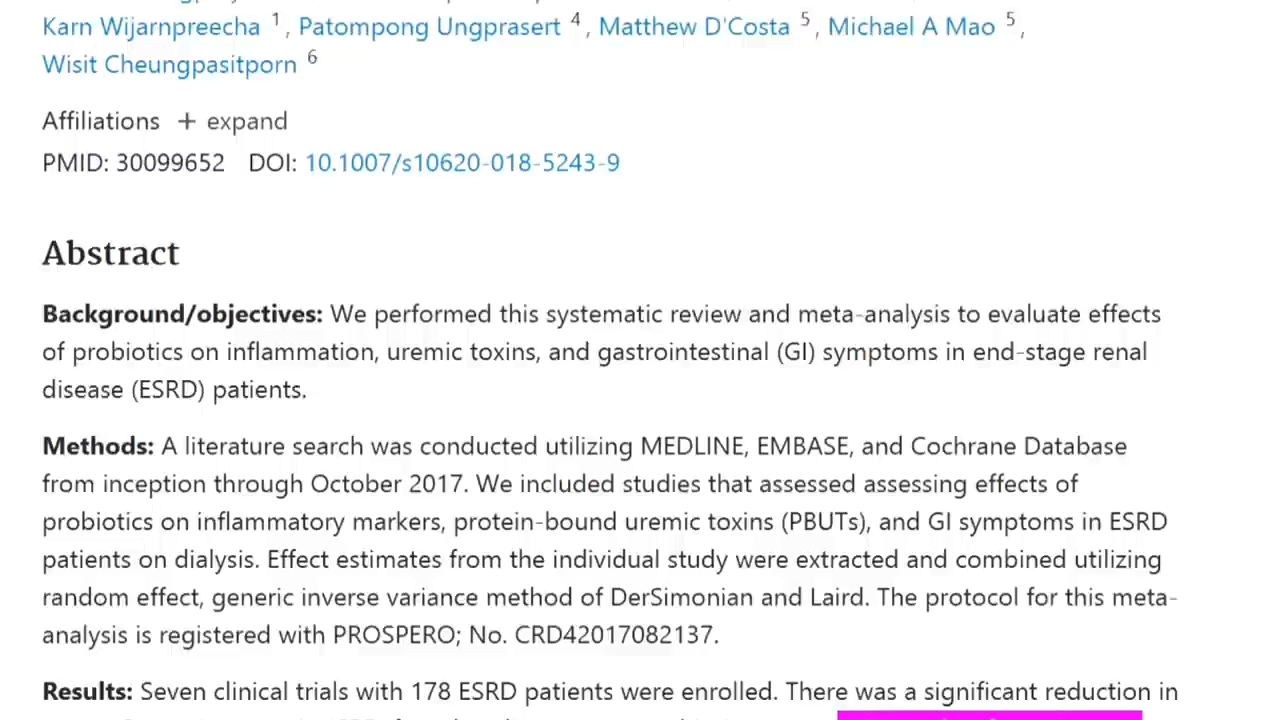 Karn Wijarnpreecha 1, Patompong Ungprasert 4, Matthew D'Costa 5, Michael A Mao 5,
Wisit Cheungpasitporn 6
Affiliations + expand
PMID: 30099652 DOI: 10.1007/s10620-018-5243-9
Abstract
Background/objectives: We performed this systematic review and meta-analysis to evaluate effects
of probiotics on inflammation, uremic toxins, and gastrointestinal (GI) symptoms in end-stage renal
disease (ESRD) patients.
Methods: A literature search was conducted utilizing MEDLINE, EMBASE, and Cochrane Database
from inception through October 2017. We included studies that assessed assessing effects of
probiotics on inflammatory markers, protein-bound uremic toxins (PBUTs), and GI symptoms in ESRD
patients on dialysis. Effect estimates from the individual study were extracted and combined utilizing
random effect, generic inverse variance method of DerSimonian and Laird. The protocol for this meta-
analysis is registered with PROSPERO; No. CRD42017082137.
Results: Seven clinical trials with 178 ESRD patients were enrolled. There was a significant reduction in